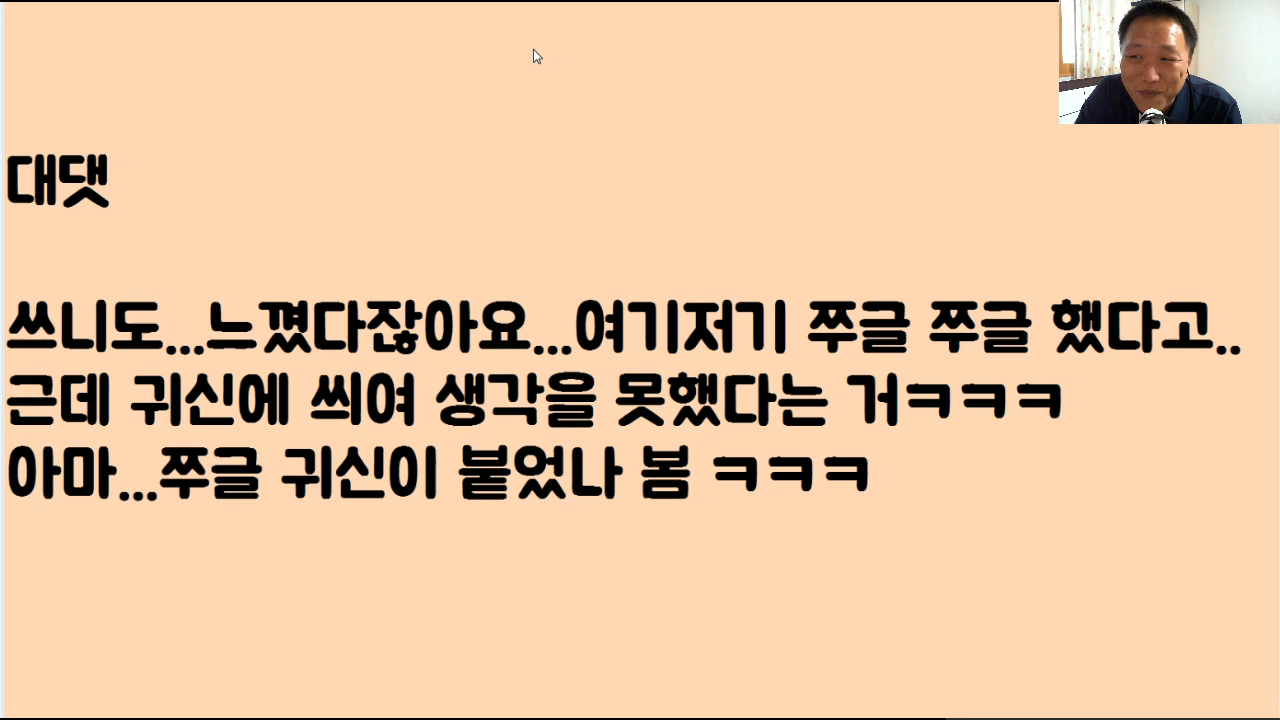 대댓
쓰니도...느꼈다잖아요...여기저기 쭈글 쭈글 했다고..
근데 귀신에 씌여 생각을 못했다는 거ㅋㅋㅋ
아마...쭈글 귀신이 붙었나 봄 ㅋㅋㅋ